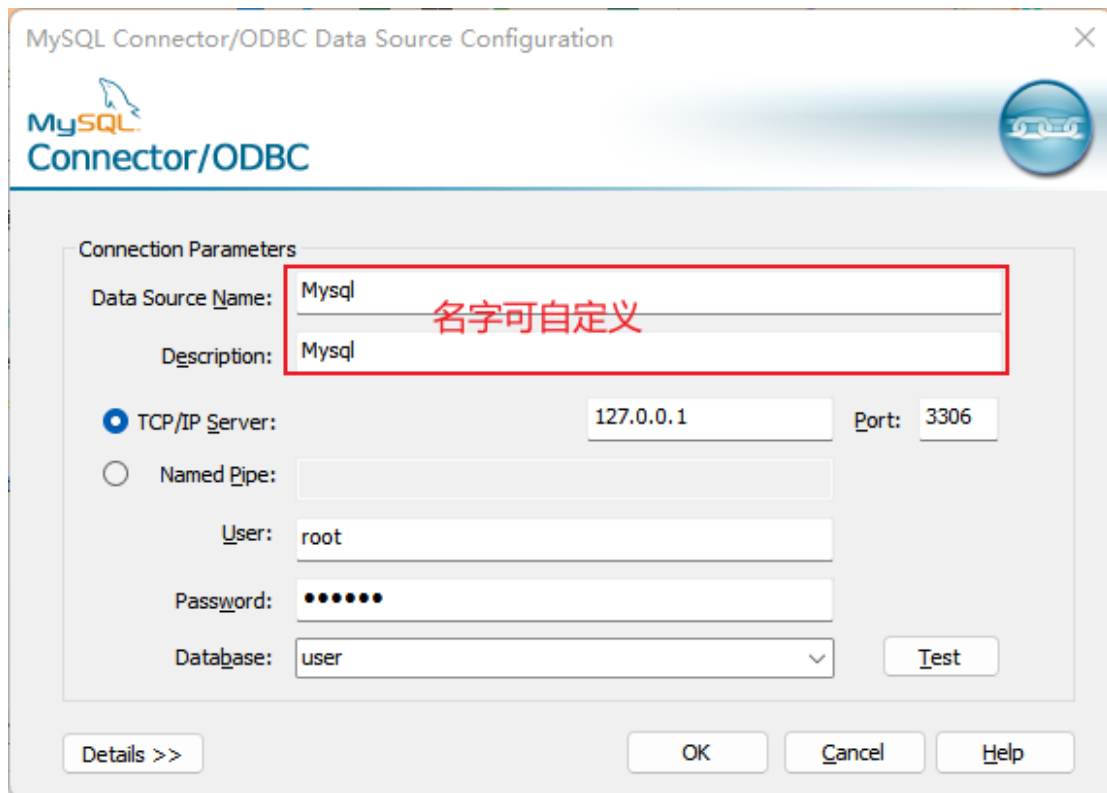 MySQL Connector/ODBC Data Source Configuration
MySQL
Connector/ODBC
Connection Parameters
Data Source Name: Mysql
名字可自定义
Description: Mysql
TCP/IP Server: 127.0.0.1 Port: 3306
Named Pipe:
User: root
Password: ••••••
Database: user Test
Details >> OK Cancel Help